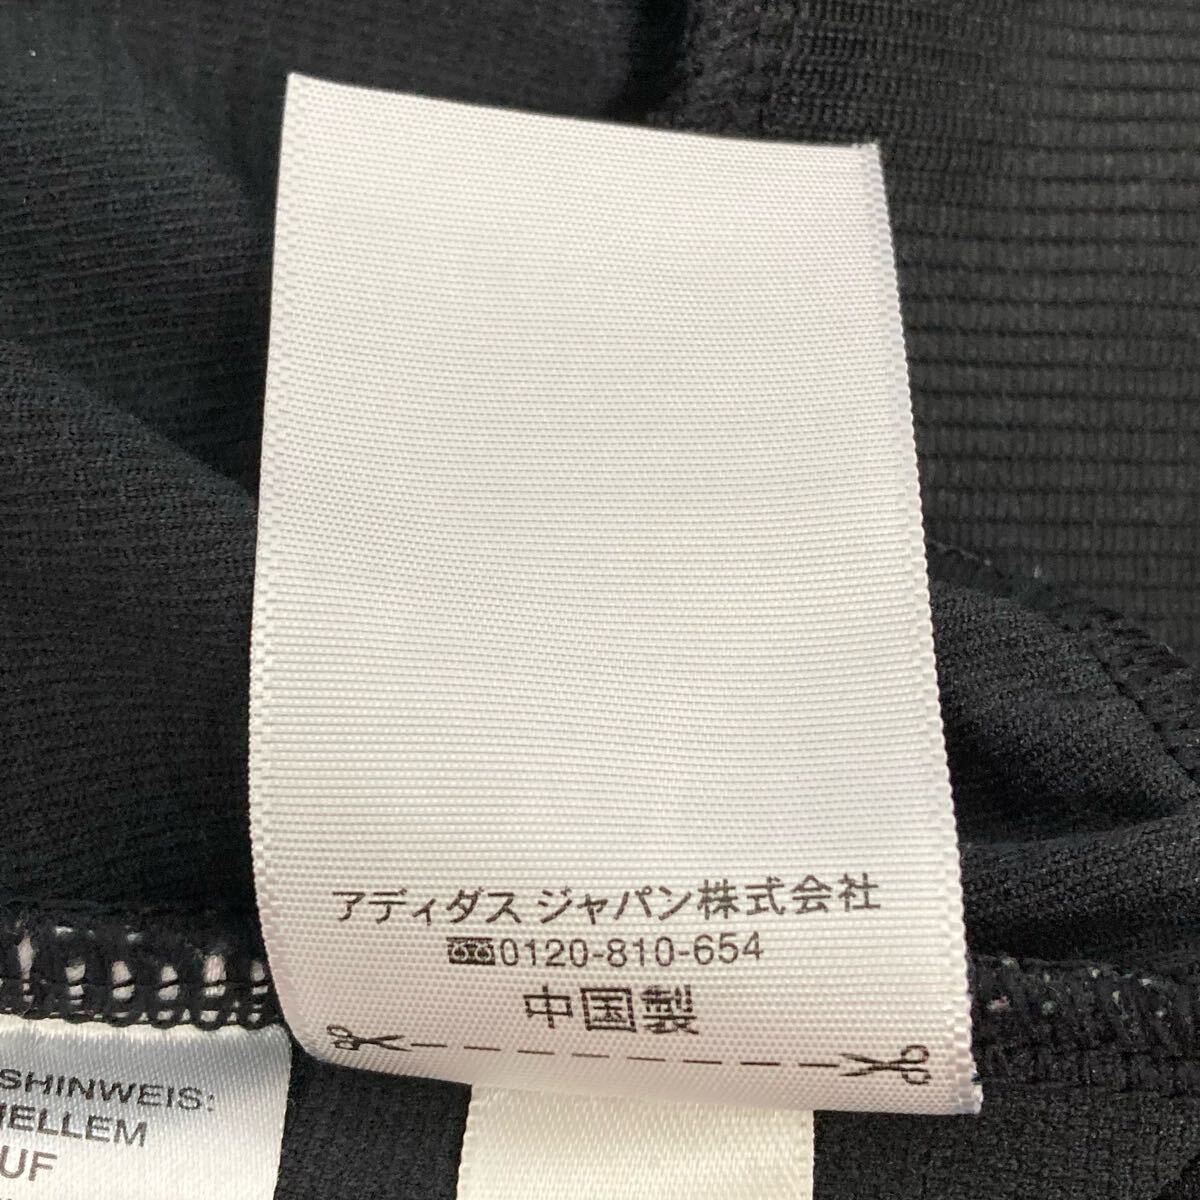 アディダス ジャパン株式会社
0120-810-654
中国製
SHINWEIS:
IELLEM
UF